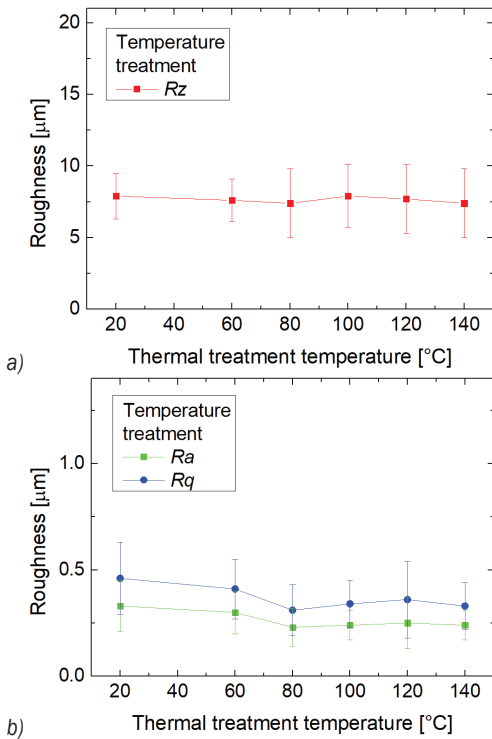 20
15
10
5
0
Roughness [μm]
Temperature
treatment
Rz
20 40 60 80 100 120 140
Thermal treatment temperature [°C]
a)
1.0
0.5
0.0
Roughness [μm]
Temperature
treatment
Ra
Rq
20 40 60 80 100 120 140
Thermal treatment temperature [°C]
b)